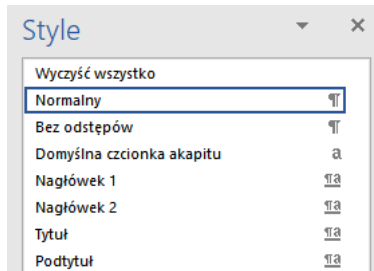 Style
Wyczyść wszystko
Normalny ¶
Bez odstępów ¶
Domyślna czcionka akapitu a
Nagłówek 1 ¶a
Nagłówek 2 ¶a
Tytuł ¶a
Podtytuł ¶a